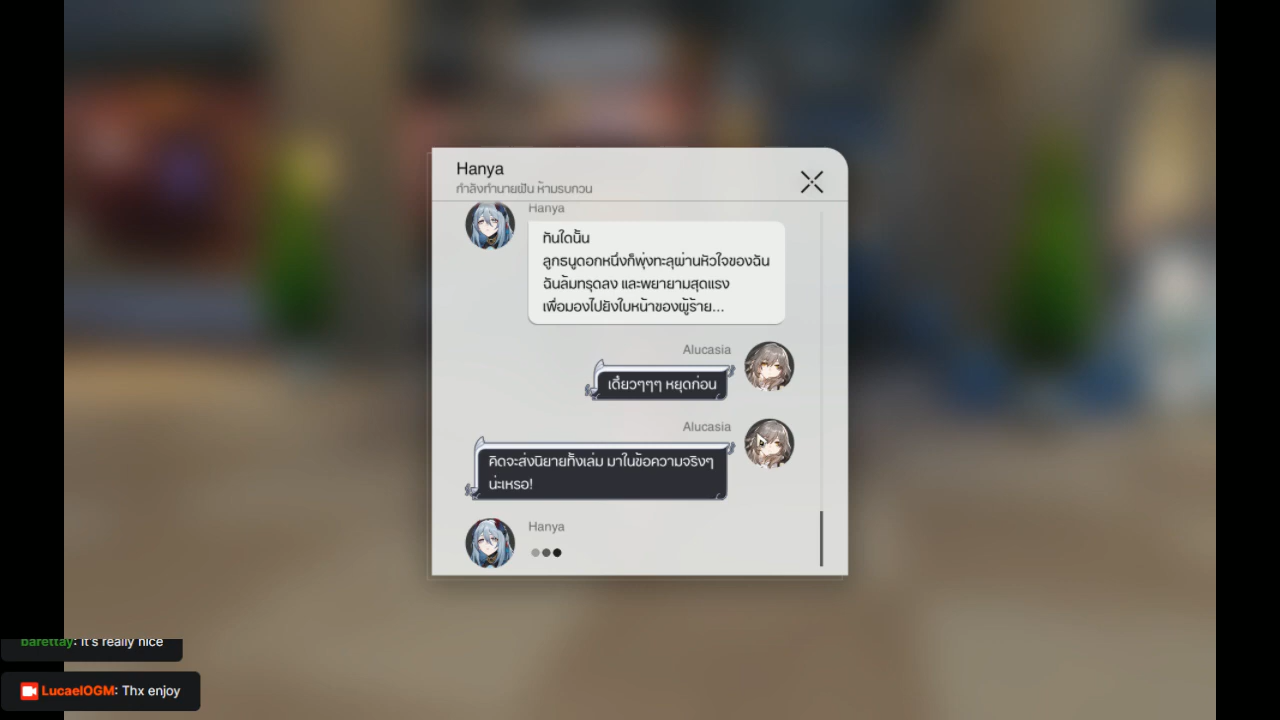 Hanya
กำลังทำนายฝัน ห้ามรบกวน
Hanya
ทันใดนั้น
ลูกธนูดอกหนึ่งก็พุ่งทะลุผ่านหัวใจของฉัน
ฉันล้มทรุดลง และพยายามสุดแรง
เพื่อมองไปยังใบหน้าของผู้ร้าย...
Alucasia
เดี๋ยวๆๆๆ หยุดก่อน
Alucasia
คิดจะส่งนิยายทั้งเล่ม มาในข้อความจริงๆ
น่ะเหรอ!
Hanya
barettay: It's really nice
LucaelOGM: Thx enjoy